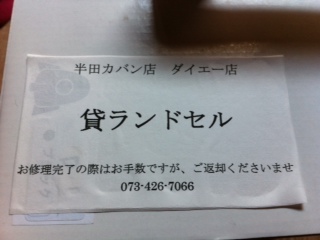 半田カバン店　ダイエー店
貸ランドセル
お修理完了の際はお手数ですが、ご返却くださいませ
073-426-7066